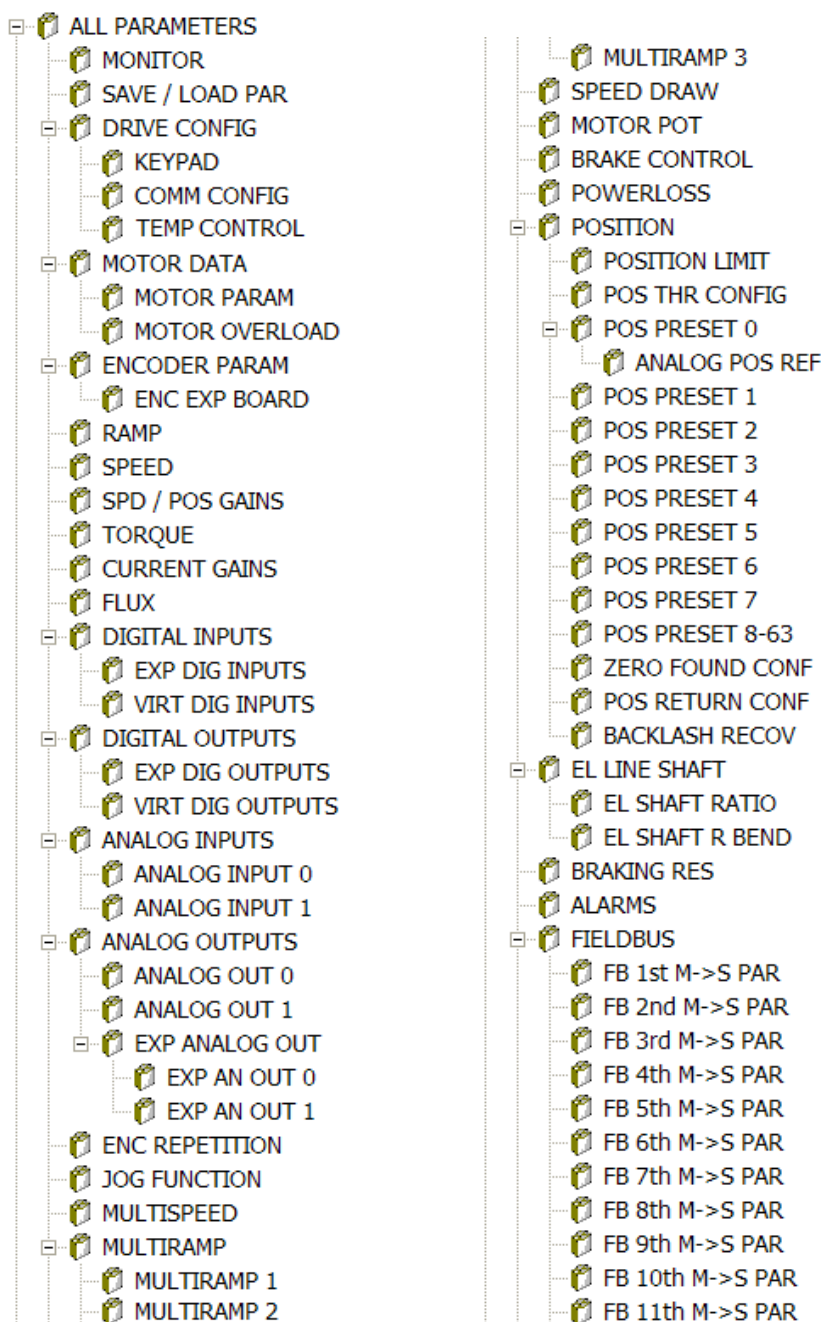 ALL PARAMETERS
MONITOR
SAVE / LOAD PAR
DRIVE CONFIG
KEYPAD
COMM CONFIG
TEMP CONTROL
MOTOR DATA
MOTOR PARAM
MOTOR OVERLOAD
ENCODER PARAM
ENC EXP BOARD
RAMP
SPEED
SPD / POS GAINS
TORQUE
CURRENT GAINS
FLUX
DIGITAL INPUTS
EXP DIG INPUTS
VIRT DIG INPUTS
DIGITAL OUTPUTS
EXP DIG OUTPUTS
VIRT DIG OUTPUTS
ANALOG INPUTS
ANALOG INPUT 0
ANALOG INPUT 1
ANALOG OUTPUTS
ANALOG OUT 0
ANALOG OUT 1
EXP ANALOG OUT
EXP AN OUT 0
EXP AN OUT 1
ENC REPETITION
JOG FUNCTION
MULTISPEED
MULTIRAMP
MULTIRAMP 1
MULTIRAMP 2
MULTIRAMP 3
SPEED DRAW
MOTOR POT
BRAKE CONTROL
POWERLOSS
POSITION
POSITION LIMIT
POS THR CONFIG
POS PRESET 0
ANALOG POS REF
POS PRESET 1
POS PRESET 2
POS PRESET 3
POS PRESET 4
POS PRESET 5
POS PRESET 6
POS PRESET 7
POS PRESET 8-63
ZERO FOUND CONF
POS RETURN CONF
BACKLASH RECOV
EL LINE SHAFT
EL SHAFT RATIO
EL SHAFT R BEND
BRAKING RES
ALARMS
FIELDBUS
FB 1st M->S PAR
FB 2nd M->S PAR
FB 3rd M->S PAR
FB 4th M->S PAR
FB 5th M->S PAR
FB 6th M->S PAR
FB 7th M->S PAR
FB 8th M->S PAR
FB 9th M->S PAR
FB 10th M->S PAR
FB 11th M->S PAR